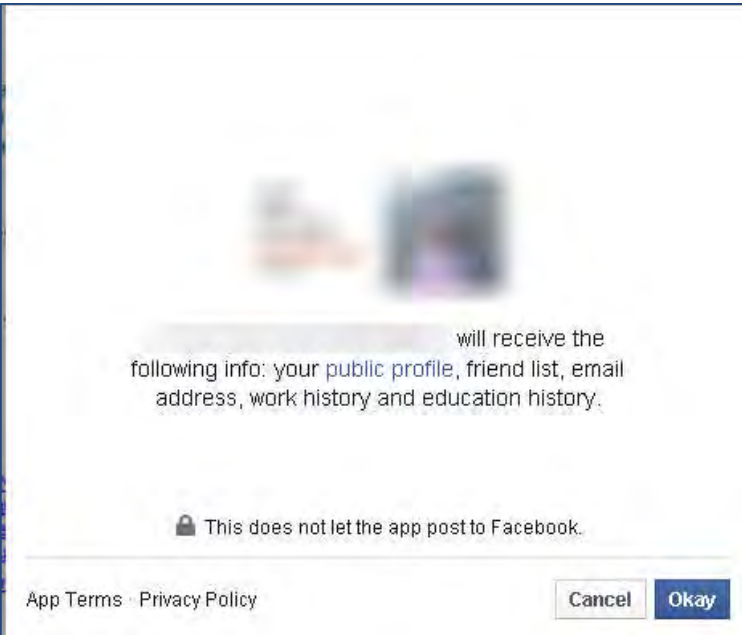 will receive the
following info: your public profile, friend list, email
address, work history and education history.
This does not let the app post to Facebook.
App Terms · Privacy Policy
Cancel
Okay